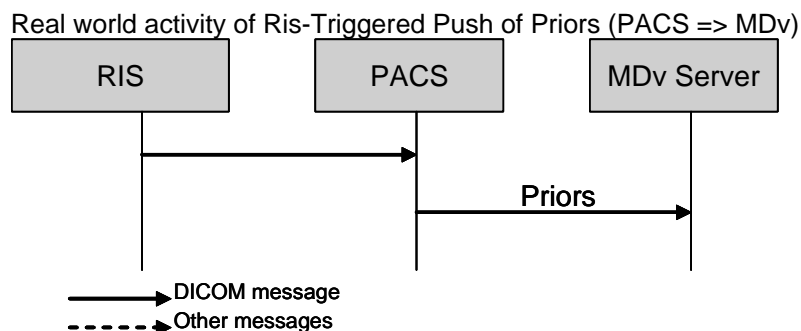 Real world activity of Ris-Triggered Push of Priors (PACS => MDv)
RIS PACS MDv Server
Priors
DICOM message
Other messages